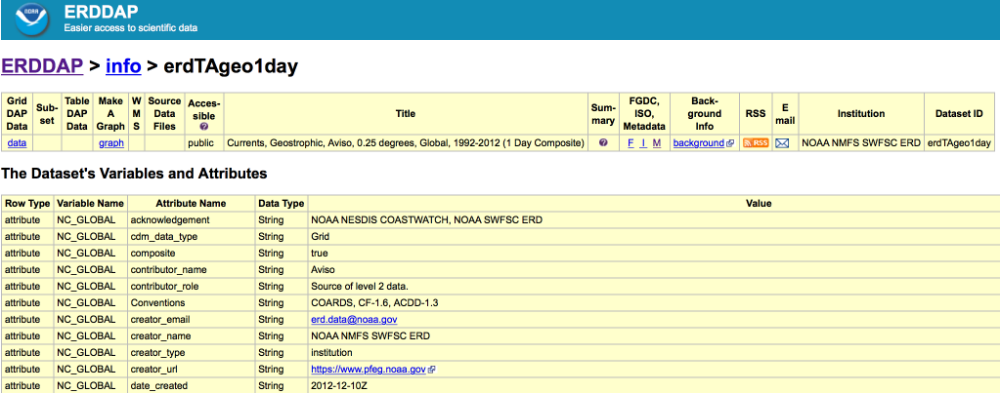 NOAA
ERDDAP
Easier access to scientific data
ERDDAP > info > erdTAgeo1day
Grid DAP Data Sub-set Table DAP Data Make A Graph W M S Source Data Files Acces-sible ? Title Sum-mary FGDC, ISO, Metadata Back-ground Info RSS E mail Institution Dataset ID
data graph public Currents, Geostrophic, Aviso, 0.25 degrees, Global, 1992-2012 (1 Day Composite) ? F I M background RSS NOAA NMFS SWFSC ERD erdTAgeo1day
The Dataset's Variables and Attributes
Row Type Variable Name Attribute Name Data Type Value
attribute NC_GLOBAL acknowledgement String NOAA NESDIS COASTWATCH, NOAA SWFSC ERD
attribute NC_GLOBAL cdm_data_type String Grid
attribute NC_GLOBAL composite String true
attribute NC_GLOBAL contributor_name String Aviso
attribute NC_GLOBAL contributor_role String Source of level 2 data.
attribute NC_GLOBAL Conventions String COARDS, CF-1.6, ACDD-1.3
attribute NC_GLOBAL creator_email String erd.data@noaa.gov
attribute NC_GLOBAL creator_name String NOAA NMFS SWFSC ERD
attribute NC_GLOBAL creator_type String institution
attribute NC_GLOBAL creator_url String https://www.pfeg.noaa.gov
attribute NC_GLOBAL date_created String 2012-12-10Z